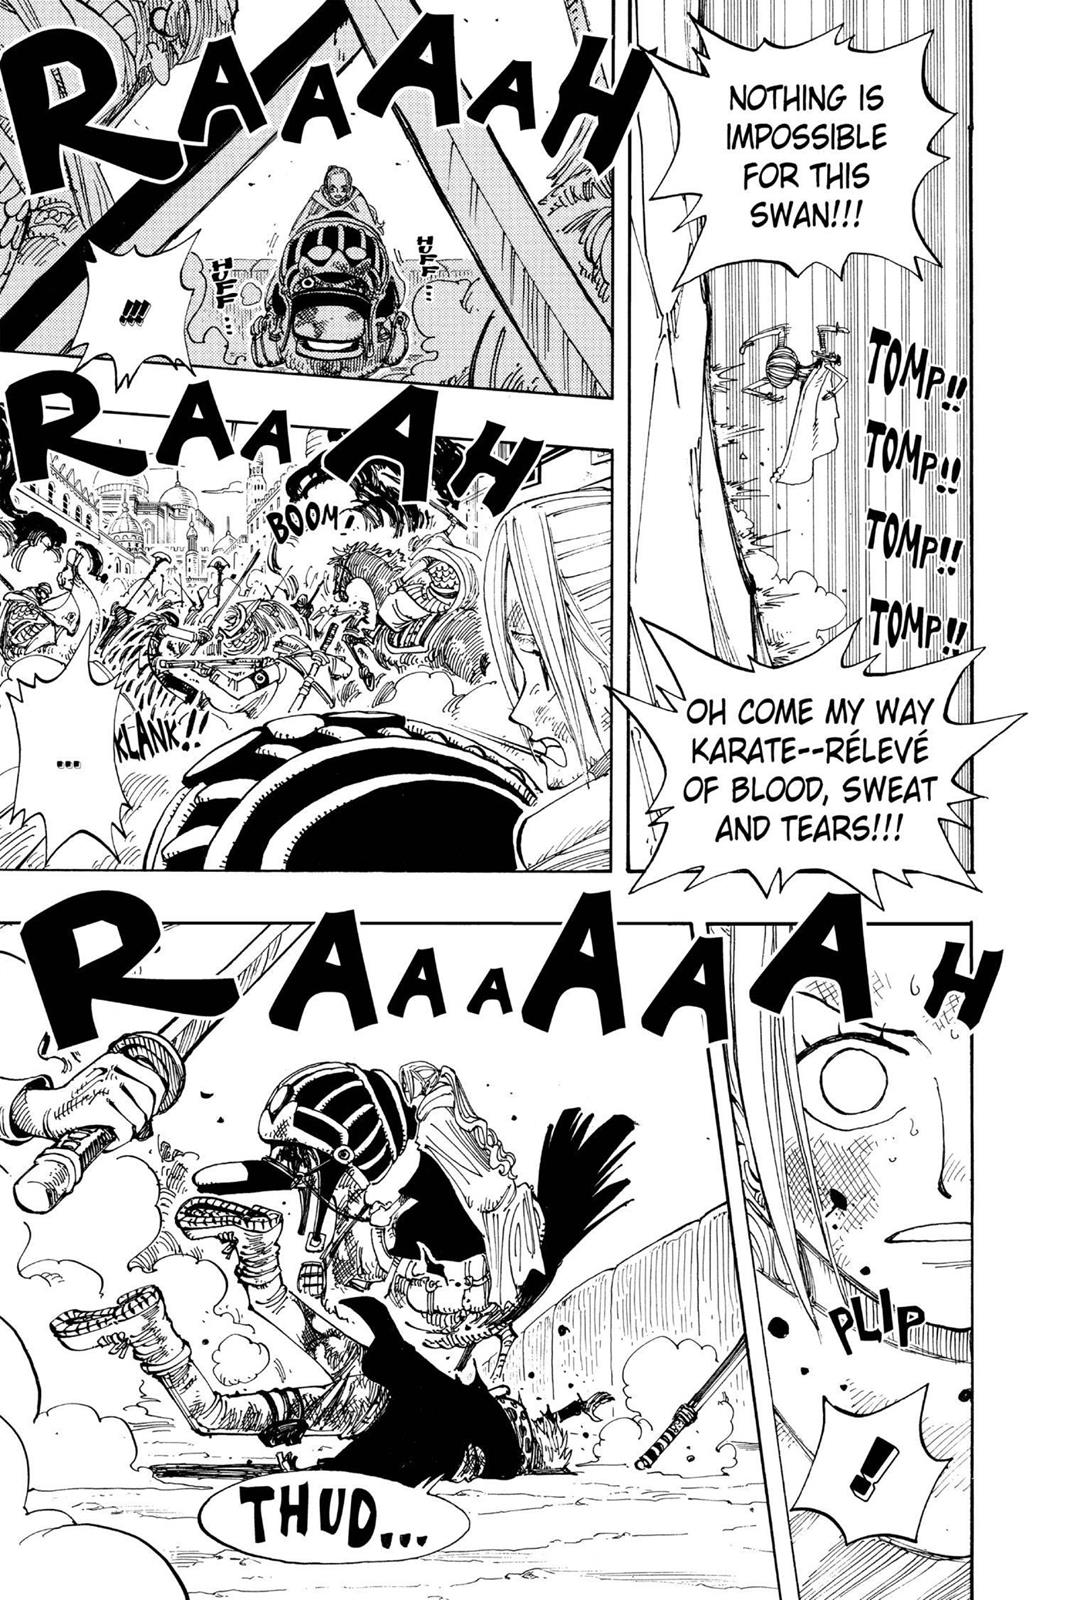 NOTHING IS
IMPOSSIBLE
FOR THIS
SWAN!!!
TOMP!!
TOMP!!
TOMP!!
TOMP!!
OH COME MY WAY
KARATE--RÉLEVÉ
OF BLOOD, SWEAT
AND TEARS!!!
RAAAAH
HUFF...
HUFF...
!!!
RAAAH
BOOM!
KLANK!!
...
RAAAAAAAH
PLIP
!!
THUD...